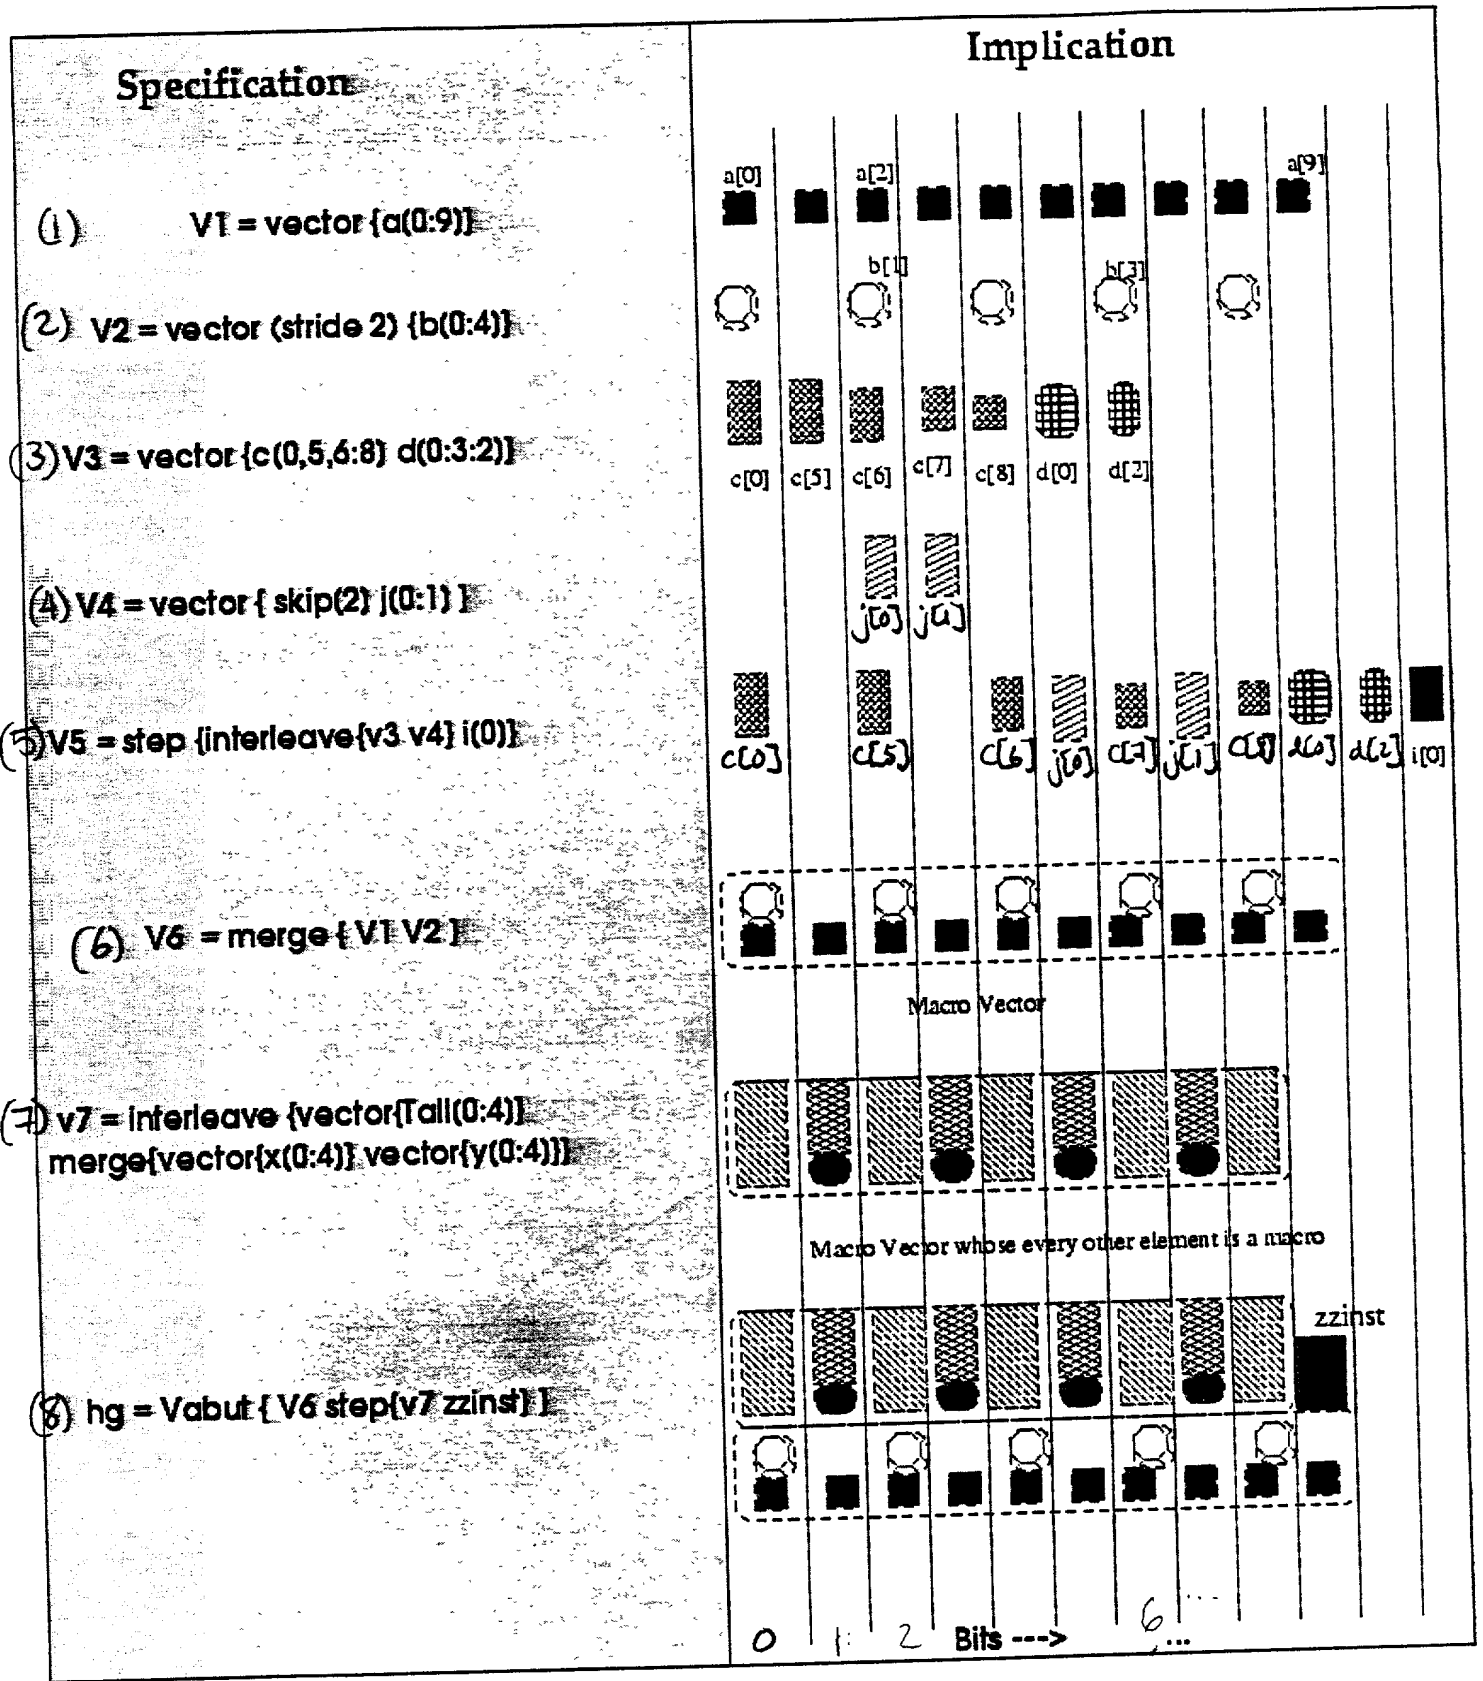 Specification
Implication
a[0] a[2] a[9]
(1) V1 = vector {a(0:9)}
b[1] b[3]
(2) V2 = vector (stride 2) {b(0:4)}
(3) V3 = vector {c(0,5,6:8) d(0:3:2)}
c[0] c[5] c[6] c[7] c[8] d[0] d[2]
(4) V4 = vector { skip(2) j(0:1) }
j[0] j[1]
(5) V5 = step {interleave{v3 v4} i(0)}
c[0] c[5] c[6] j[0] c[7] j[1] c[8] d[0] d[2] i[0]
(6) V6 = merge { V1 V2 }
Macro Vector
(7) v7 = interleave {vector{Tall(0:4)}
merge{vector{x(0:4)} vector{y(0:4)}}
Macro Vector whose every other element is a macro
zzinst
(8) hg = Vabut { V6 step{v7 zzinst} }
0 1 2 Bits ---> 6 ...
...